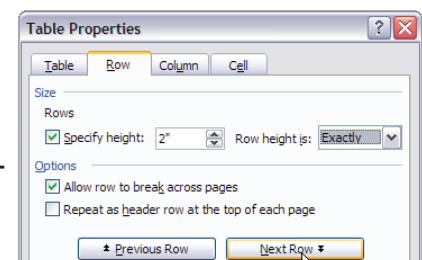 Table Properties
Table Row Column Cell
Size
Rows
Specify height: 2" Row height is: Exactly
Options
Allow row to break across pages
Repeat as header row at the top of each page
Previous Row Next Row